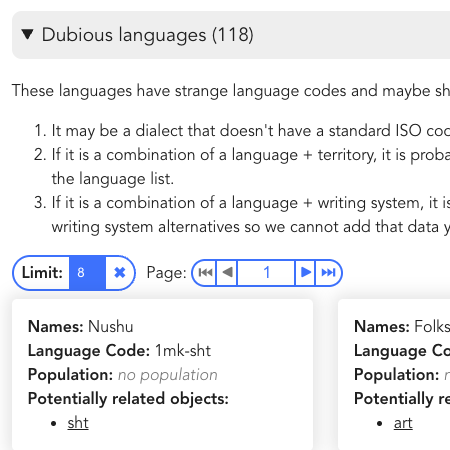 ▼ Dubious languages (118)
These languages have strange language codes and maybe sh
1. It may be a dialect that doesn't have a standard ISO co
2. If it is a combination of a language + territory, it is proba
the language list.
3. If it is a combination of a language + writing system, it is
writing system alternatives so we cannot add that data y
Limit: 8 ✖ Page: ⏮ ◀ 1 ▶ ⏭
Names: Nushu
Language Code: 1mk-sht
Population: no population
Potentially related objects:
• sht
Names: Folks
Language Co
Population: n
Potentially re
• art